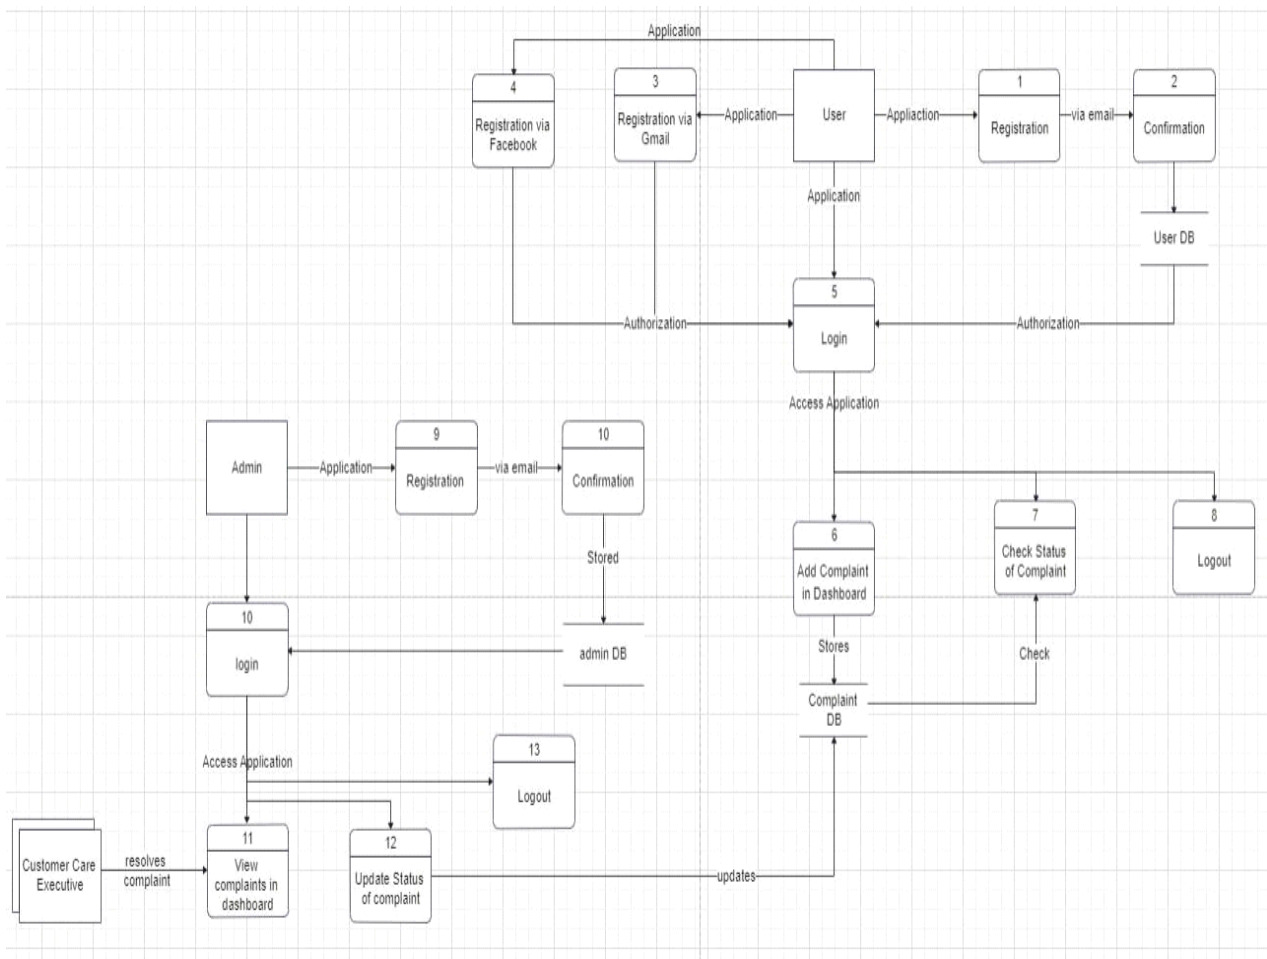 Application
4
Registration via
Facebook
3
Registration via
Gmail
Application
User
Appliaction
1
Registration
via email
2
Confirmation
Application
User DB
5
Login
Authorization
Authorization
Access Application
Admin
Application
9
Registration
via email
10
Confirmation
Stored
admin DB
6
Add Complaint
in Dashboard
7
Check Status
of Complaint
8
Logout
Stores
Check
Complaint
DB
10
login
Access Application
13
Logout
Customer Care
Executive
resolves
complaint
11
View
complaints in
dashboard
12
Update Status
of complaint
updates